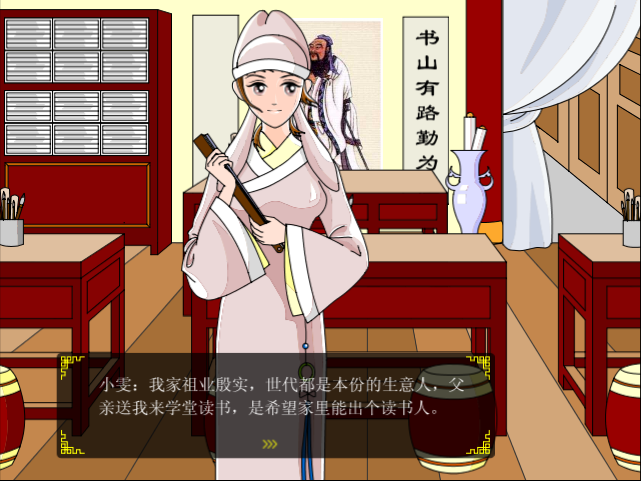 书山有路勤为
小雯：我家祖业殷实，世代都是本份的生意人，父
亲送我来学堂读书，是希望家里能出个读书人。